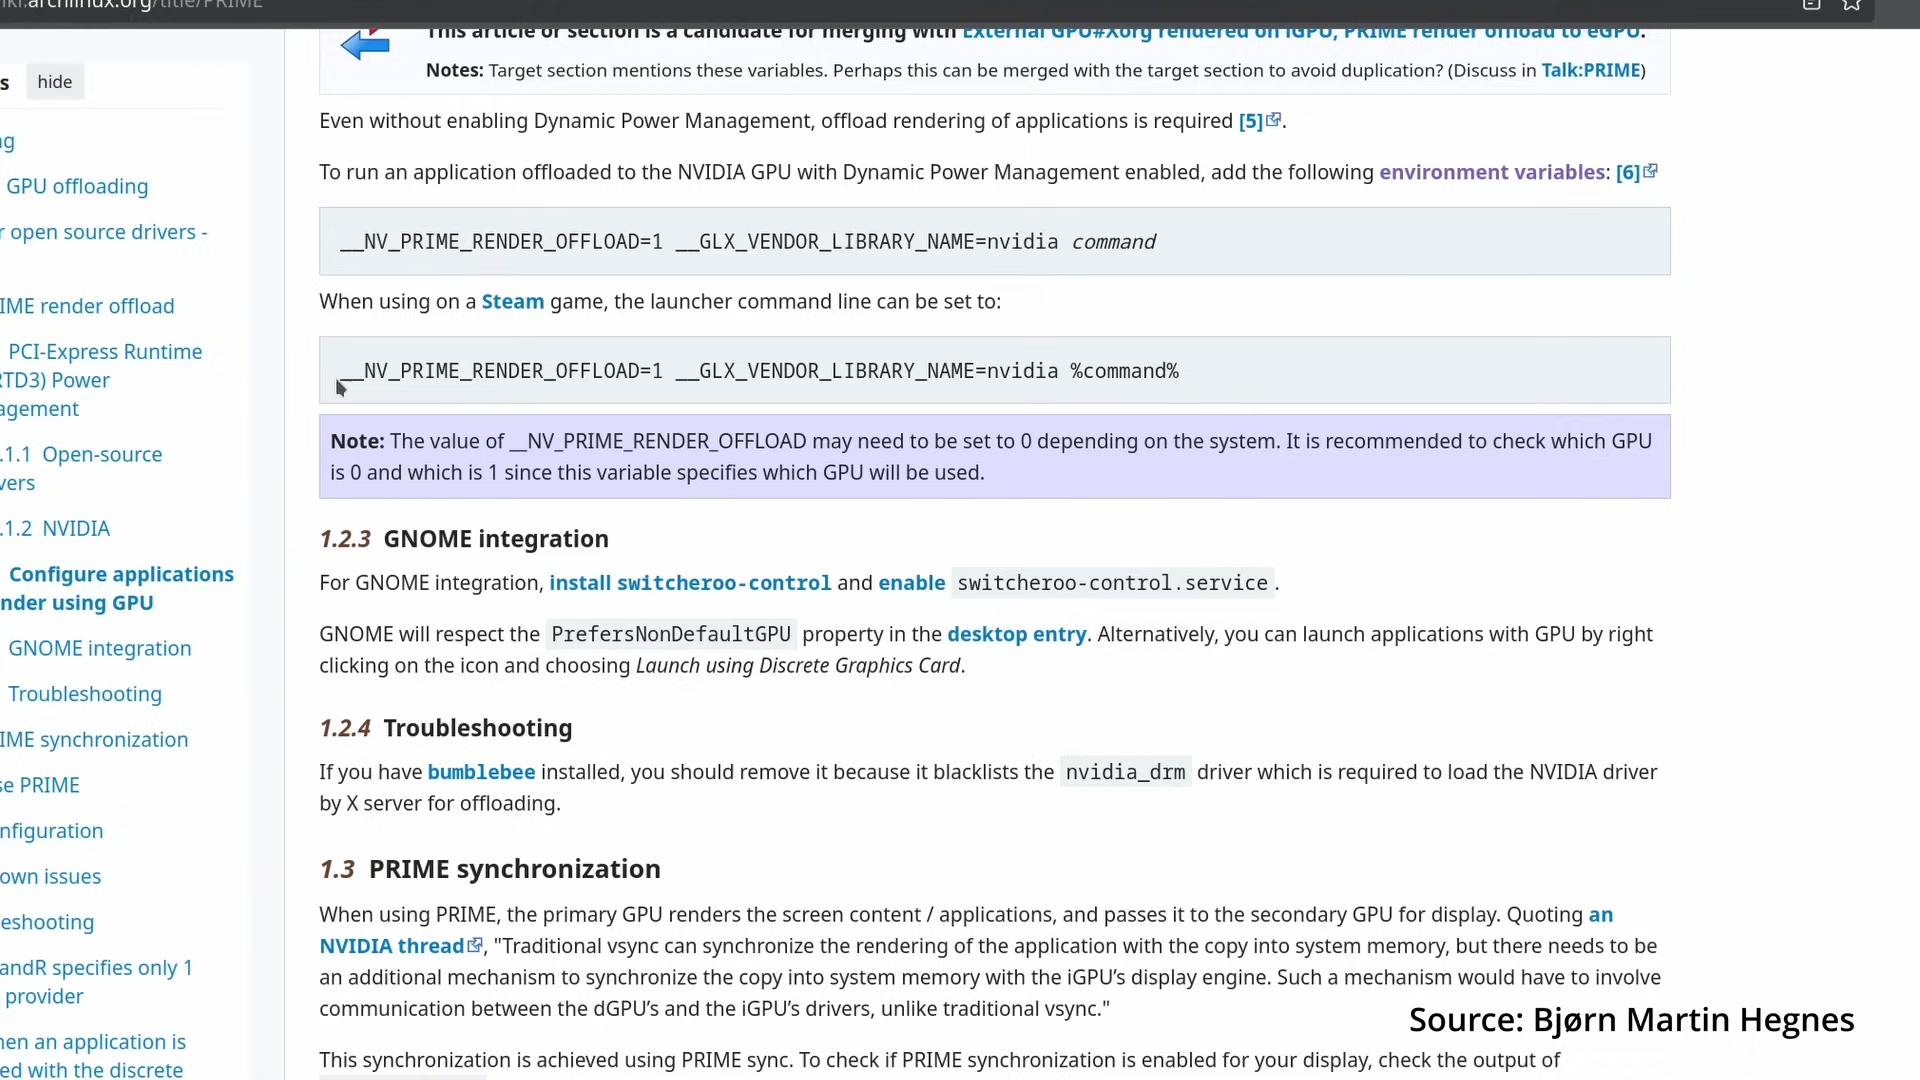 archlinux.org/title/PRIME
This article or section is a candidate for merging with External GPU#Xorg rendered on iGPU, PRIME render offload to eGPU.
Notes: Target section mentions these variables. Perhaps this can be merged with the target section to avoid duplication? (Discuss in Talk:PRIME)
s hide
ng
GPU offloading
r open source drivers -
IME render offload
PCI-Express Runtime
RTD3) Power
agement
.1.1 Open-source
vers
.1.2 NVIDIA
Configure applications
nder using GPU
GNOME integration
Troubleshooting
IME synchronization
se PRIME
nfiguration
own issues
eshooting
andR specifies only 1
provider
hen an application is
ed with the discrete
Even without enabling Dynamic Power Management, offload rendering of applications is required [5].
To run an application offloaded to the NVIDIA GPU with Dynamic Power Management enabled, add the following environment variables: [6]
__NV_PRIME_RENDER_OFFLOAD=1 __GLX_VENDOR_LIBRARY_NAME=nvidia command
When using on a Steam game, the launcher command line can be set to:
__NV_PRIME_RENDER_OFFLOAD=1 __GLX_VENDOR_LIBRARY_NAME=nvidia %command%
Note: The value of __NV_PRIME_RENDER_OFFLOAD may need to be set to 0 depending on the system. It is recommended to check which GPU
is 0 and which is 1 since this variable specifies which GPU will be used.
1.2.3 GNOME integration
For GNOME integration, install switcheroo-control and enable switcheroo-control.service.
GNOME will respect the PrefersNonDefaultGPU property in the desktop entry. Alternatively, you can launch applications with GPU by right
clicking on the icon and choosing Launch using Discrete Graphics Card.
1.2.4 Troubleshooting
If you have bumblebee installed, you should remove it because it blacklists the nvidia_drm driver which is required to load the NVIDIA driver
by X server for offloading.
1.3 PRIME synchronization
When using PRIME, the primary GPU renders the screen content / applications, and passes it to the secondary GPU for display. Quoting an
NVIDIA thread, "Traditional vsync can synchronize the rendering of the application with the copy into system memory, but there needs to be
an additional mechanism to synchronize the copy into system memory with the iGPU's display engine. Such a mechanism would have to involve
communication between the dGPU's and the iGPU's drivers, unlike traditional vsync."
Source: Bjørn Martin Hegnes
This synchronization is achieved using PRIME sync. To check if PRIME synchronization is enabled for your display, check the output of